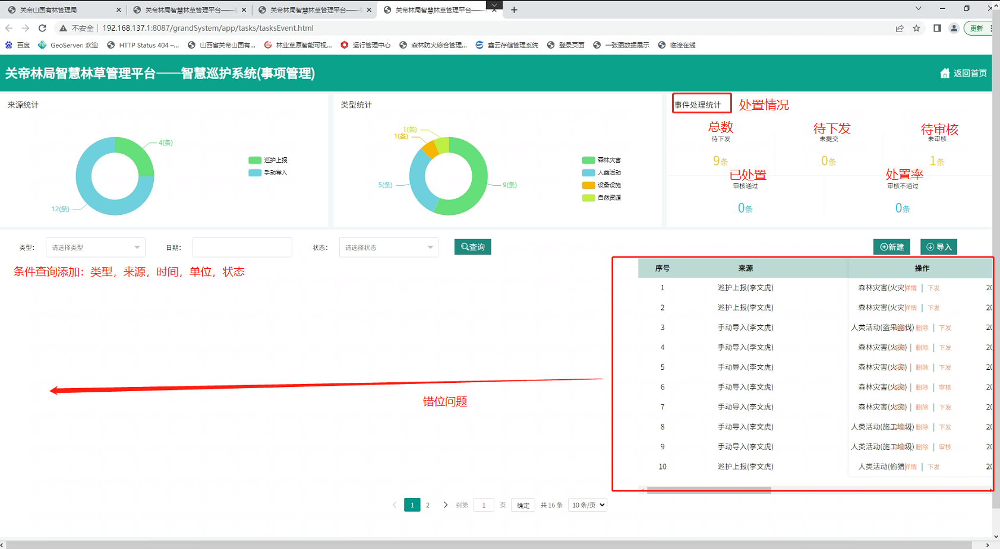 关帝山国有林管理局
关帝林局智慧林草管理平台——
关帝林局智慧林草管理平台——
关帝林局智慧林草管理平台——
不安全
192.168.137.1:8087/grandSystem/app/tasks/tasksEvent.html
更新
百度
GeoServer: 欢迎
HTTP Status 404 –...
山西省关帝山国有...
林业草原智能可视...
运行管理中心
森林防火综合管理...
鑫云存储管理系统
登录页面
一张图数据展示
临漳在线
关帝林局智慧林草管理平台——智慧巡护系统(事项管理)
返回首页
来源统计
4(条)
12(条)
巡护上报
手动导入
类型统计
1(条)
1(条)
5(条)
9(条)
森林灾害
人类活动
设备设施
自然资源
事件处理统计
处置情况
总数
待下发
待审核
待下发
未提交
未审核
9条
0条
1条
已处置
处置率
审核通过
审核不通过
0条
0条
类型：
请选择类型
日期：
状态：
请选择状态
查询
新建
导入
条件查询添加：类型，来源，时间，单位，状态
错位问题
序号 来源 操作
1 巡护上报(李文虎) 森林灾害(火灾) 详情 | 下发 20
2 巡护上报(李文虎) 森林灾害(火灾) 详情 | 下发 20
3 手动导入(李文虎) 人类活动(盗采盗伐) | 删除 | 下发 20
4 手动导入(李文虎) 森林灾害(火灾) | 删除 | 下发 20
5 手动导入(李文虎) 森林灾害(火灾) | 删除 | 下发 20
6 手动导入(李文虎) 森林灾害(火灾) | 删除 | 审核 20
7 手动导入(李文虎) 森林灾害(火灾) | 删除 | 下发 20
8 手动导入(李文虎) 人类活动(施工垃圾) | 删除 | 下发 20
9 手动导入(李文虎) 人类活动(施工垃圾) | 删除 | 审核 20
10 巡护上报(李文虎) 人类活动(偷猎) 详情 | 下发 20
1 2 到第 1 页 确定 共 16 条 10 条/页